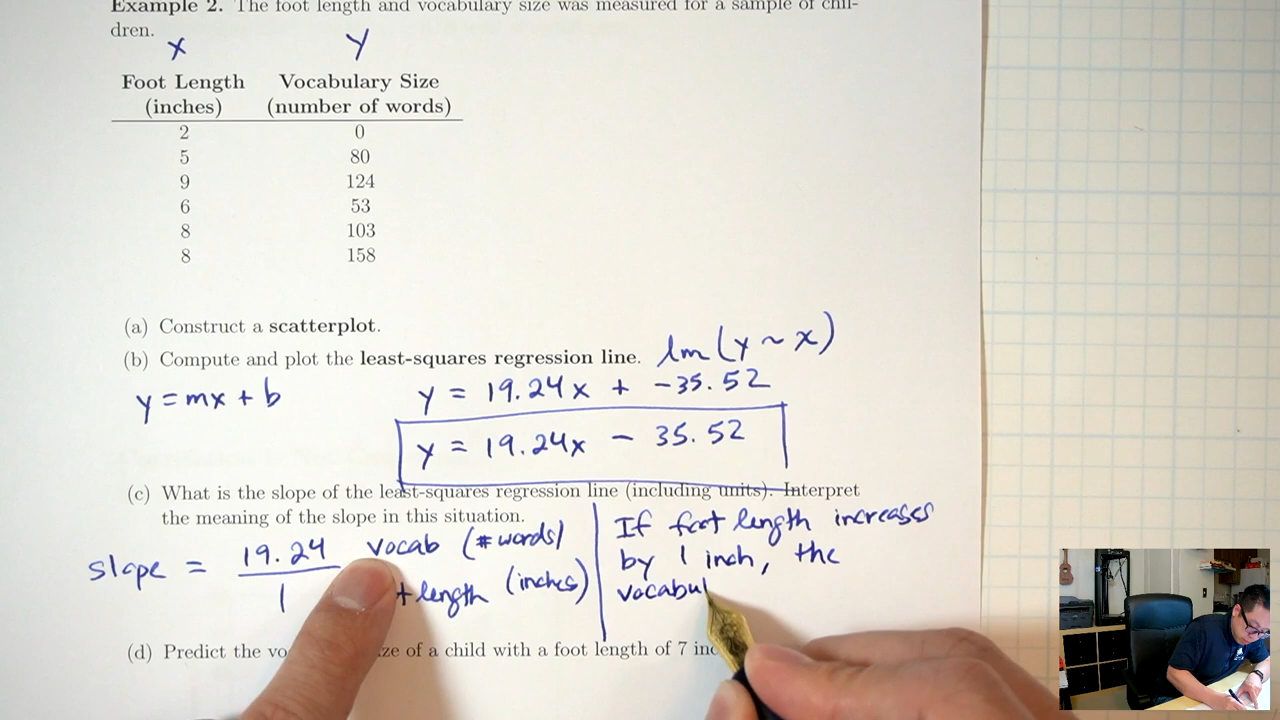 Example 2. The foot length and vocabulary size was measured for a sample of chil-
dren.
x y
Foot Length Vocabulary Size
(inches) (number of words)
2 0
5 80
9 124
6 53
8 103
8 158
(a) Construct a scatterplot.
(b) Compute and plot the least-squares regression line. lm(y ~ x)
y = mx + b y = 19.24x + -35.52
y = 19.24x - 35.52
(c) What is the slope of the least-squares regression line (including units). Interpret
the meaning of the slope in this situation.
slope = 19.24 vocab (#words)
1 length (inches)
If foot length increases
by 1 inch, the
vocabul
(d) Predict the of a child with a foot length of 7